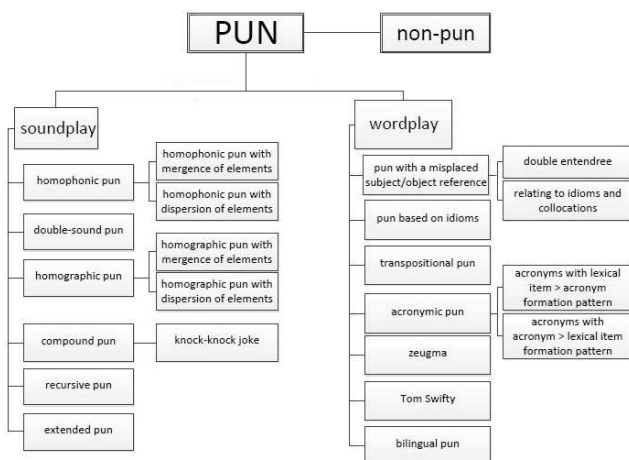 PUN
non-pun
soundplay
homophonic pun
homophonic pun with
mergence of elements
homophonic pun with
dispersion of elements
double-sound pun
homographic pun
homographic pun with
mergence of elements
homographic pun with
dispersion of elements
compound pun
knock-knock joke
recursive pun
extended pun
wordplay
pun with a misplaced
subject/object reference
double entendree
relating to idioms and
collocations
pun based on idioms
transpositional pun
acronymic pun
acronyms with lexical
item > acronym
formation pattern
acronyms with
acronym > lexical item
formation pattern
zeugma
Tom Swifty
bilingual pun